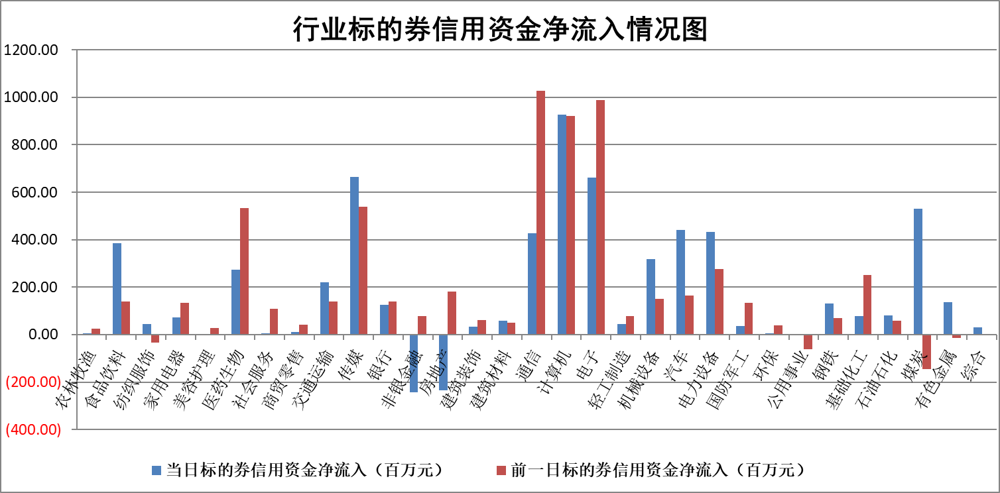 行业标的券信用资金净流入情况图
1200.00
1000.00
800.00
600.00
400.00
200.00
0.00
(200.00)
(400.00)
农林牧渔
食品饮料
纺织服饰
家用电器
美容护理
医药生物
社会服务
商贸零售
交通运输
传媒
银行
非银金融
房地产
建筑装饰
建筑材料
通信
计算机
电子
轻工制造
机械设备
汽车
电力设备
国防军工
环保
公用事业
钢铁
基础化工
石油石化
煤炭
有色金属
综合
当日标的券信用资金净流入（百万元）
前一日标的券信用资金净流入（百万元）